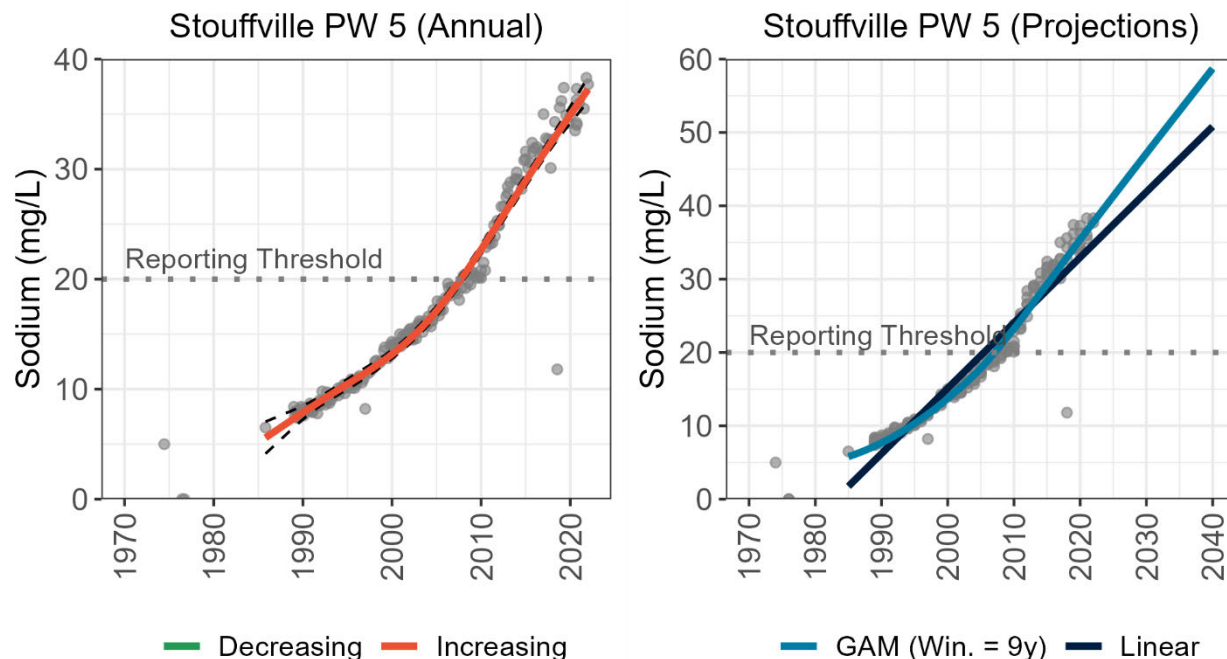 Stouffville PW 5 (Annual)
Sodium (mg/L)
40
30
20
10
0
Reporting Threshold
1970
1980
1990
2000
2010
2020
Decreasing
Increasing
Stouffville PW 5 (Projections)
Sodium (mg/L)
60
50
40
30
20
10
0
Reporting Threshold
1970
1980
1990
2000
2010
2020
2030
2040
GAM (Win. = 9y)
Linear